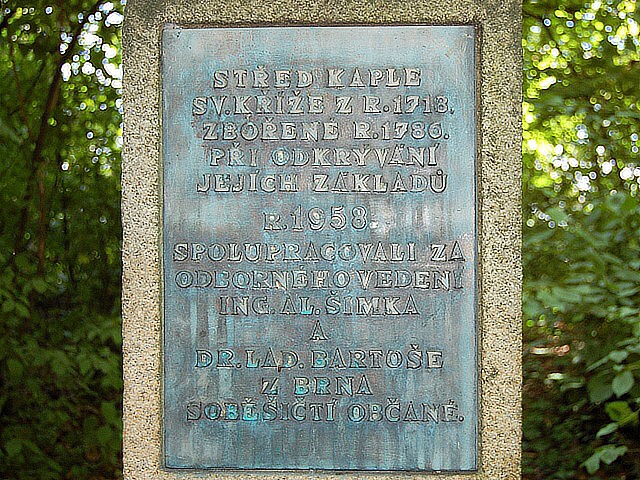 STŘED KAPLE
SV. KŘÍŽE Z R. 1718,
ZBOŘENÉ R. 1786.
PŘI ODKRÝVÁNÍ
JEJÍCH ZÁKLADŮ
R. 1958
SPOLUPRACOVALI ZA
ODBORNÉHO VEDENÍ
ING. AL. ŠIMKA
A
DR. LAD. BARTOŠE
Z BRNA
SOBĚŠIČTÍ OBČANÉ.